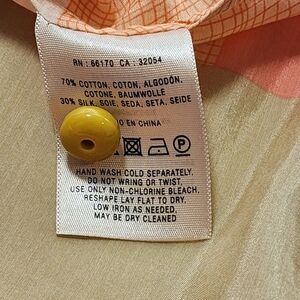 RN : 66170 CA : 32054
70% COTTON, COTON, ALGODÓN,
COTONE, BAUMWOLLE
30% SILK, SOIE, SEDA, SETA, SEIDE
EN CHINA
P
HAND WASH COLD SEPARATELY.
DO NOT WRING OR TWIST.
USE ONLY NON-CHLORINE BLEACH.
RESHAPE LAY FLAT TO DRY.
LOW IRON AS NEEDED,
MAY BE DRY CLEANED